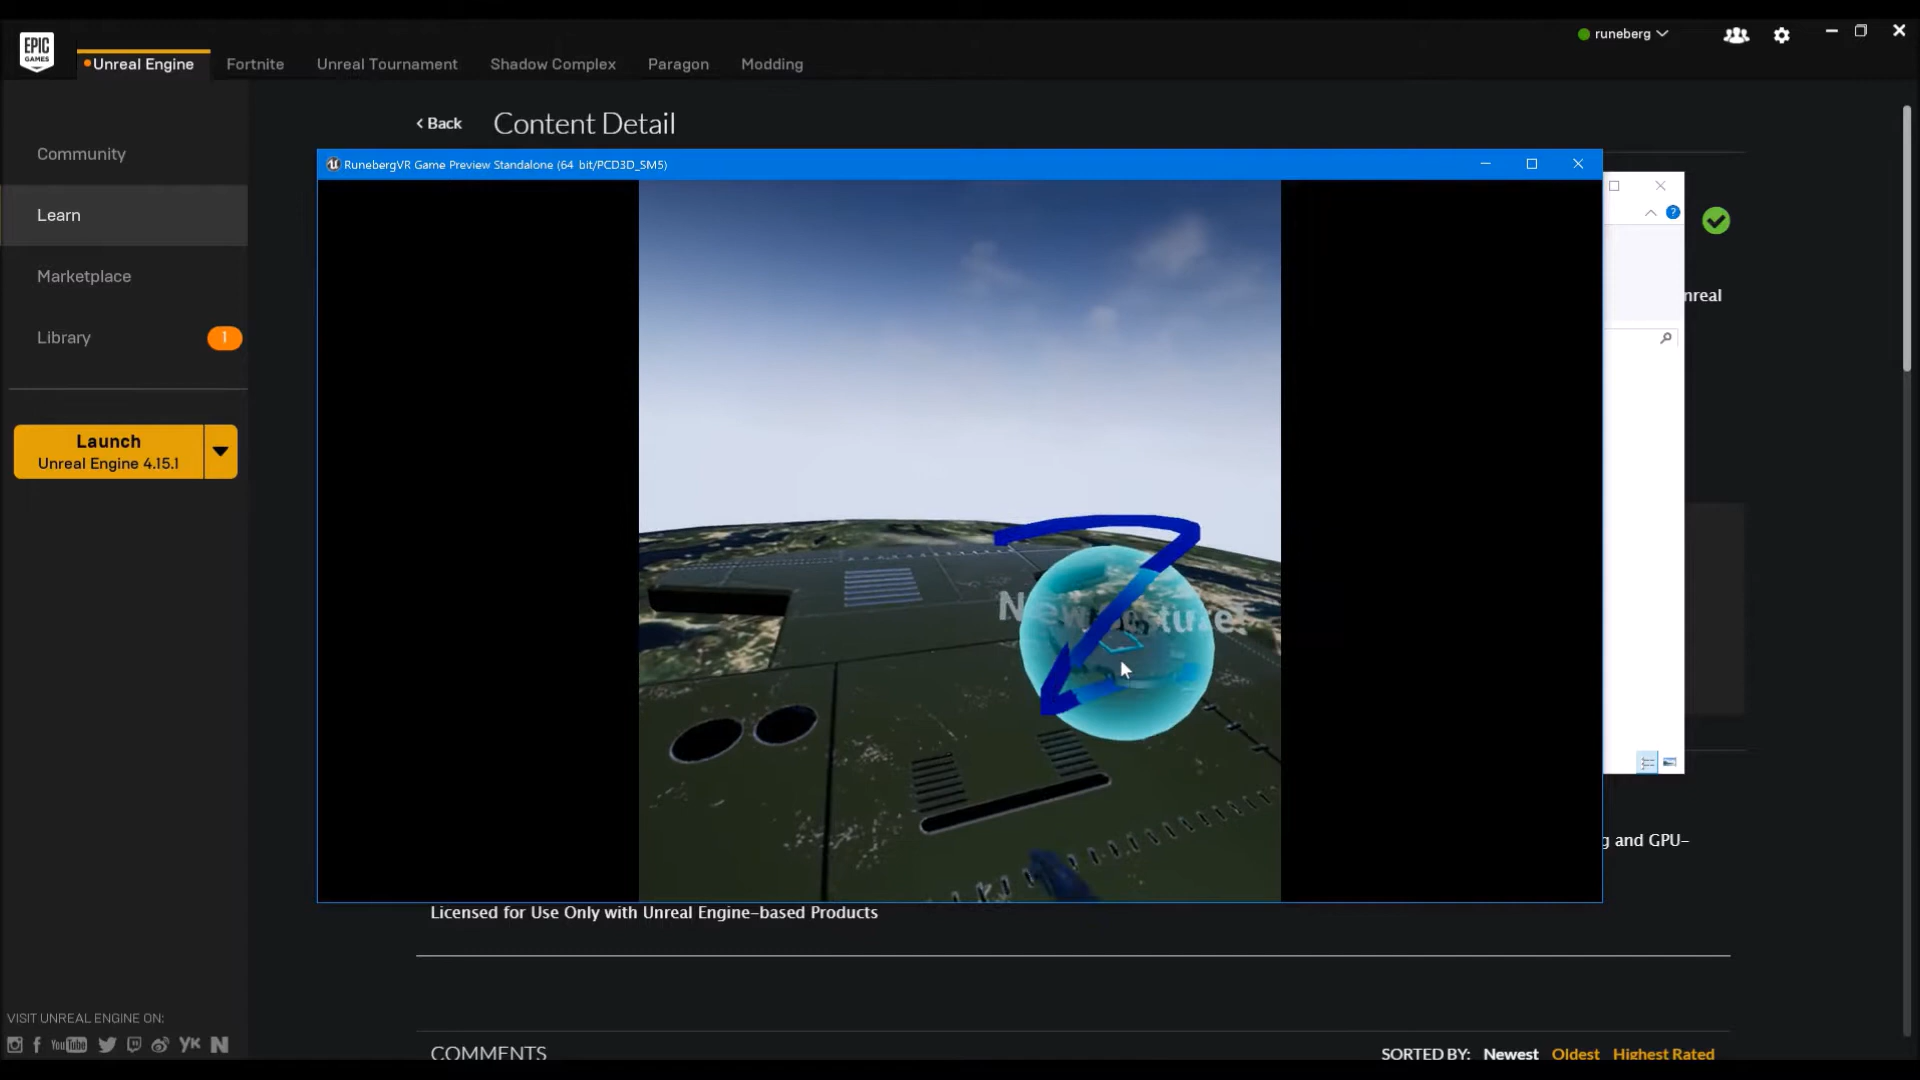 EPIC
GAMES
Unreal Engine
Fortnite
Unreal Tournament
Shadow Complex
Paragon
Modding
runeberg
Community
Learn
Marketplace
Library
1
Launch
Unreal Engine 4.15.1
< Back
Content Detail
RunebergVR Game Preview Standalone (64 bit/PCD3D_SM5)
nreal
?
g and GPU-
Licensed for Use Only with Unreal Engine-based Products
COMMENTS
SORTED BY:
Newest
Oldest
Highest Rated
VISIT UNREAL ENGINE ON:
f
YouTube
YK
N